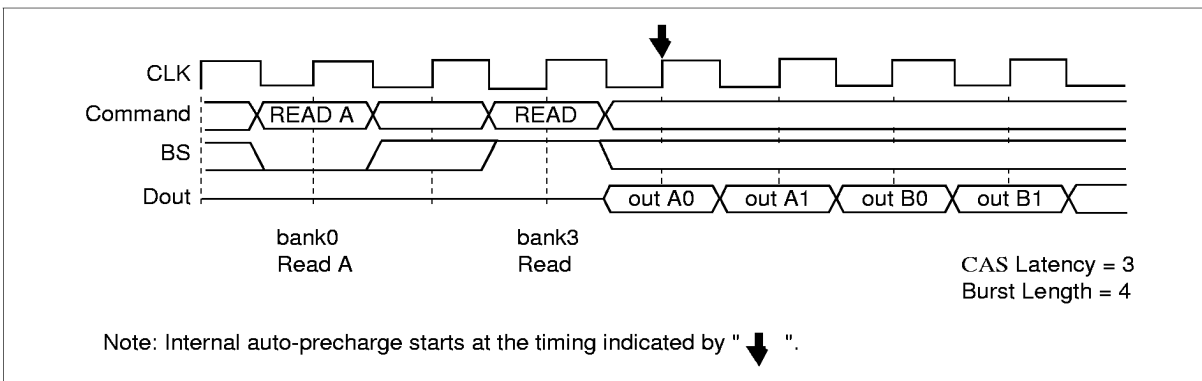 CLK
Command READ A READ
BS
Dout out A0 out A1 out B0 out B1
bank0 bank3
Read A Read
CAS Latency = 3
Burst Length = 4
Note: Internal auto-precharge starts at the timing indicated by " ".